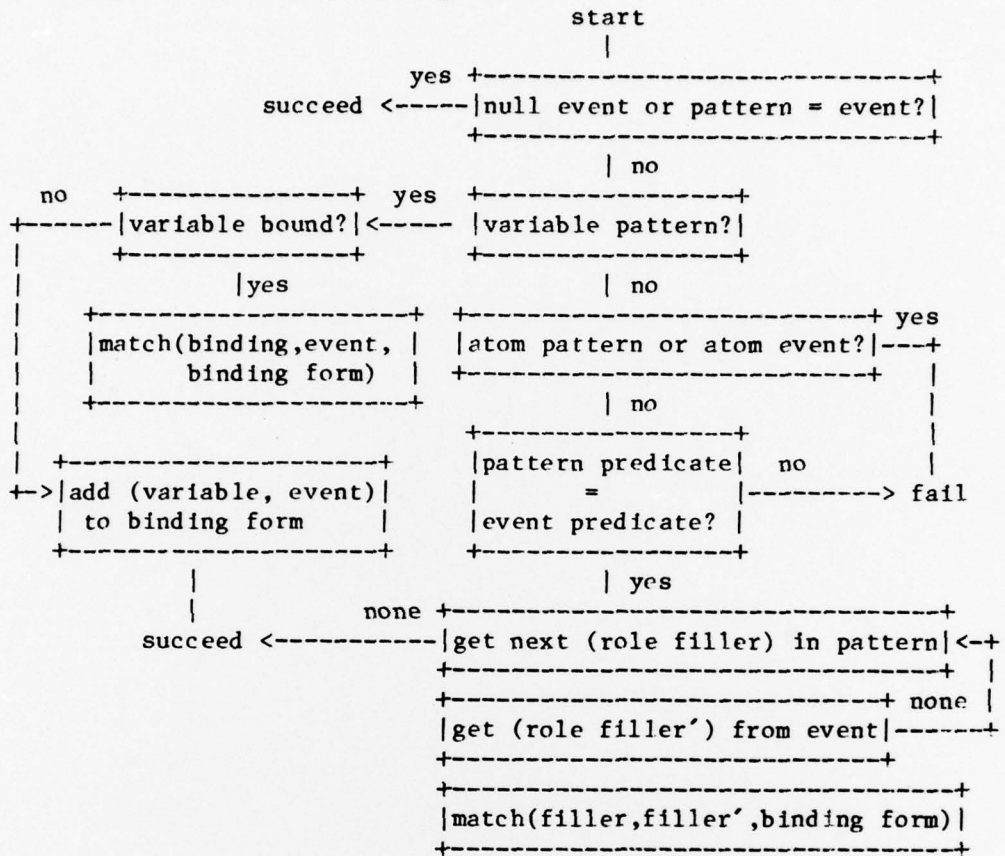 start
yes
succeed <----- |null event or pattern = event?|
no
no yes
|variable bound?|<----- |variable pattern?|
yes no
yes
|match(binding,event, |atom pattern or atom event?|
binding form)
no
|pattern predicate| no
|add (variable, event)| = ---------> fail
to binding form |event predicate?
yes
none
succeed <---------- |get next (role filler) in pattern|
none
|get (role filler′) from event|
|match(filler,filler′,binding form)|